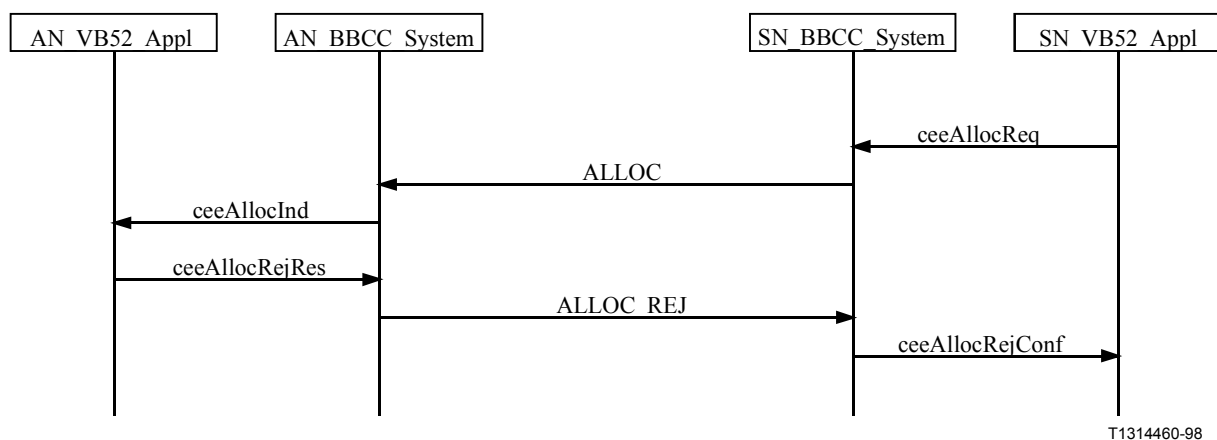 AN_VB52_Appl
AN_BBCC_System
SN_BBCC_System
SN_VB52_Appl
ceeAllocReq
ALLOC
ceeAllocInd
ceeAllocRejRes
ALLOC_REJ
ceeAllocRejConf
T1314460-98